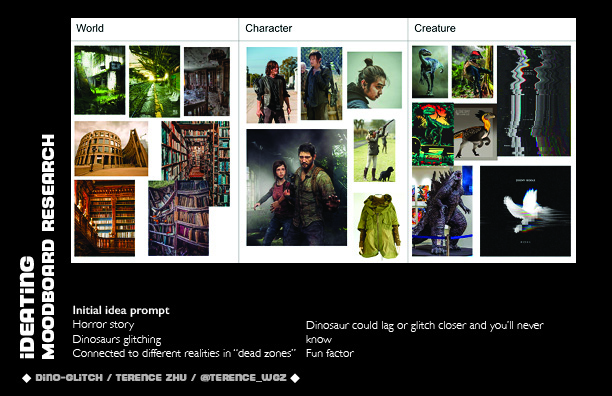 World
Character
Creature
iDEATiNG
MOODBOARD RESEARCH
Initial idea prompt
Horror story
Dinosaurs glitching
Connected to different realities in “dead zones”
Dinosaur could lag or glitch closer and you’ll never
know
Fun factor
DiNO-GLiTCH / TERENCE ZHU / @TERENCE_WGZ